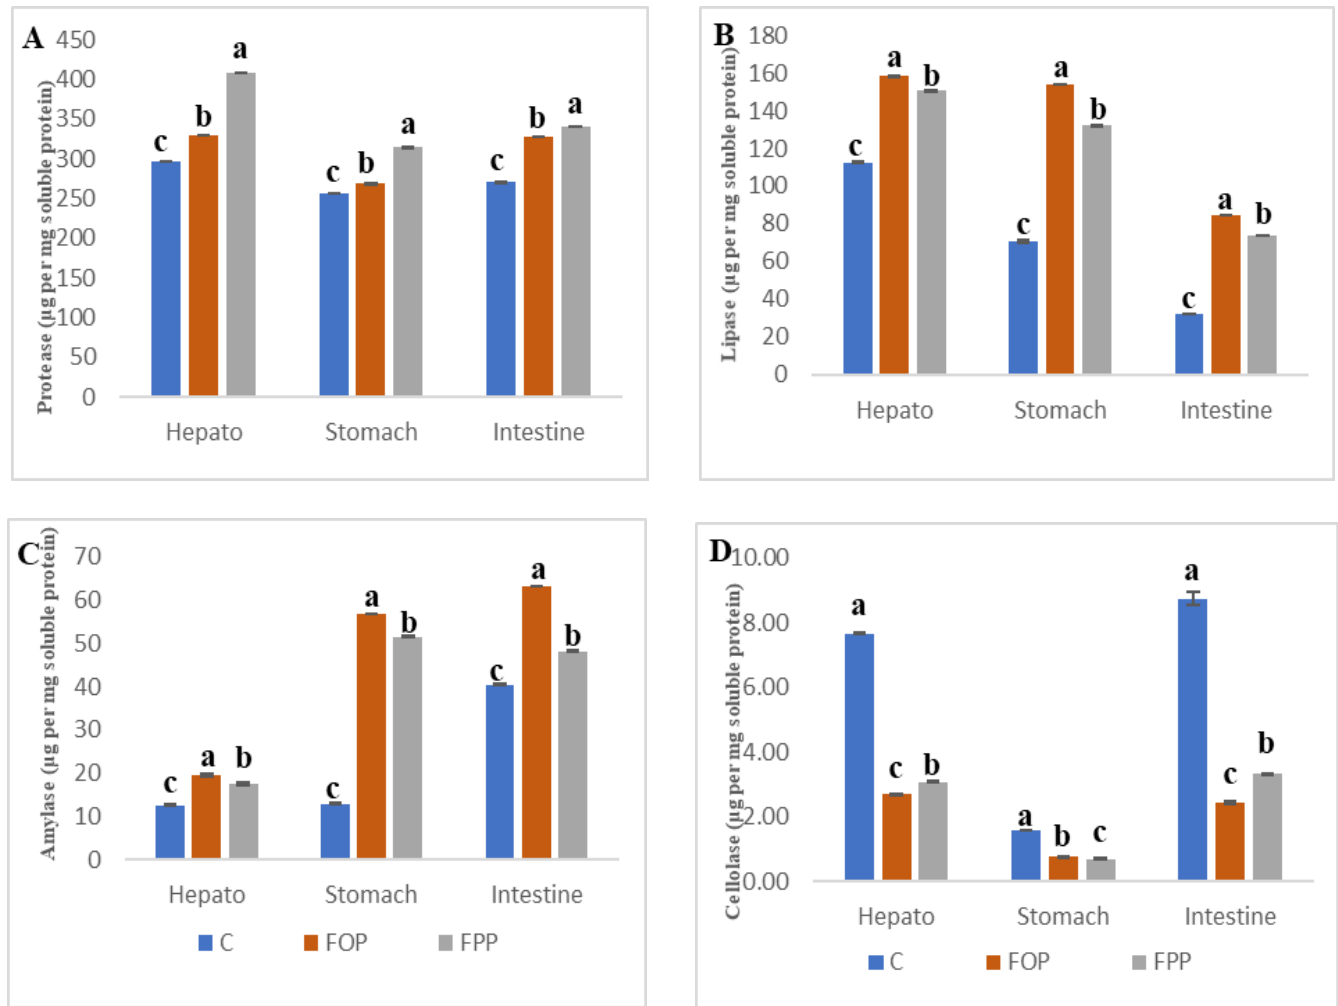 A
Protease (µg per mg soluble protein)
450
400
350
300
250
200
150
100
50
0
c b a
c b a
c b a
Hepato Stomach Intestine
B
Lipase (µg per mg soluble protein)
180
160
140
120
100
80
60
40
20
0
c a b
c a b
c a b
Hepato Stomach Intestine
C
Amylase (µg per mg soluble protein)
70
60
50
40
30
20
10
0
c a b
c a b
c a b
Hepato Stomach Intestine
C FOP FPP
D
Cellolase (µg per mg soluble protein)
10.00
8.00
6.00
4.00
2.00
0.00
a c b
a b c
a c b
Hepato Stomach Intestine
C FOP FPP